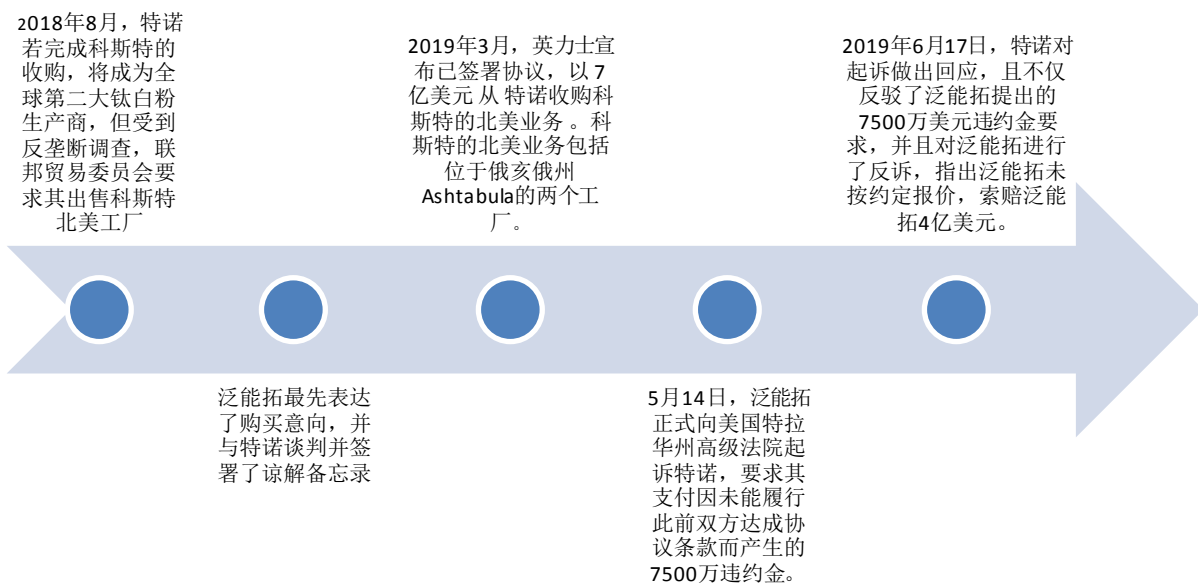 2018年8月，特诺
若完成科斯特的
收购，将成为全
球第二大钛白粉
生产商，但受到
反垄断调查，联
邦贸易委员会要
求其出售科斯特
北美工厂
泛能拓最先表达
了购买意向，并
与特诺谈判并签
署了谅解备忘录
2019年3月，英力士宣
布已签署协议，以 7
亿美元 从 特诺收购科
斯特的北美业务 。科
斯特的北美业务包括
位于俄亥俄州
Ashtabula的两个工
厂。
5月14日，泛能拓
正式向美国特拉
华州高级法院起
诉特诺，要求其
支付因未能履行
此前双方达成协
议条款而产生的
7500万违约金。
2019年6月17日，特诺对
起诉做出回应，且不仅
反驳了泛能拓提出的
7500万美元违约金要
求，并且对泛能拓进行
了反诉，指出泛能拓未
按约定报价，索赔泛能
拓4亿美元。